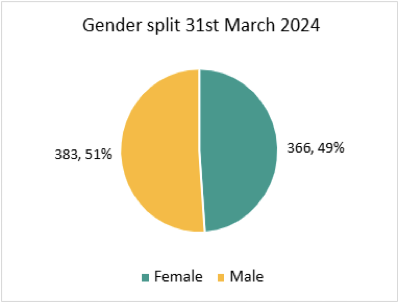 Gender split 31st March 2024
383, 51%
366, 49%
Female Male